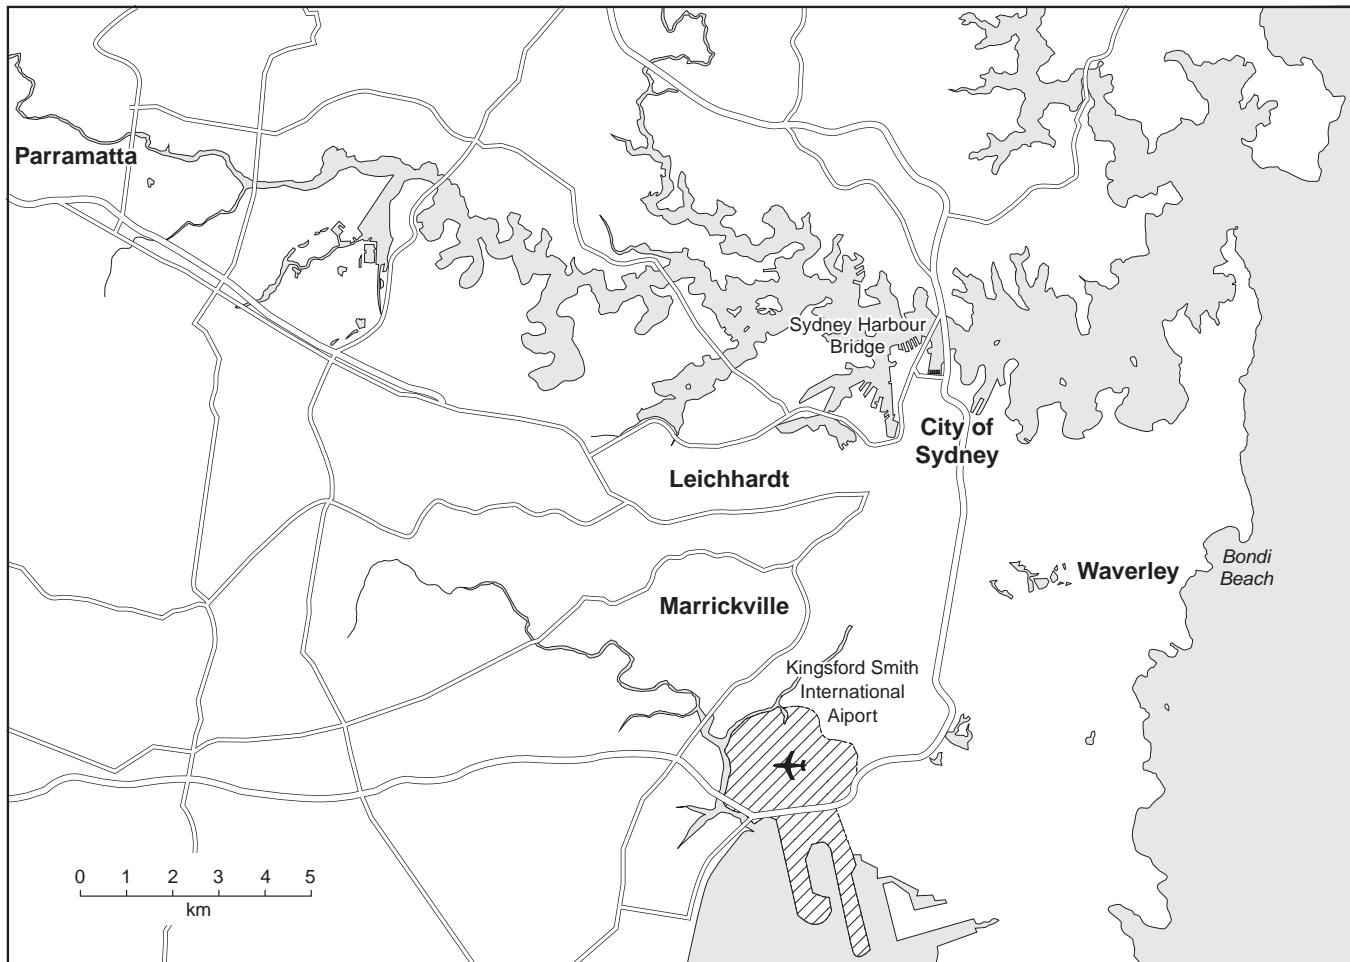 Parramatta
Sydney Harbour
Bridge
City of
Sydney
Leichhardt
Bondi
Beach
Waverley
Marrickville
Kingsford Smith
International
Aiport
0 1 2 3 4 5
km